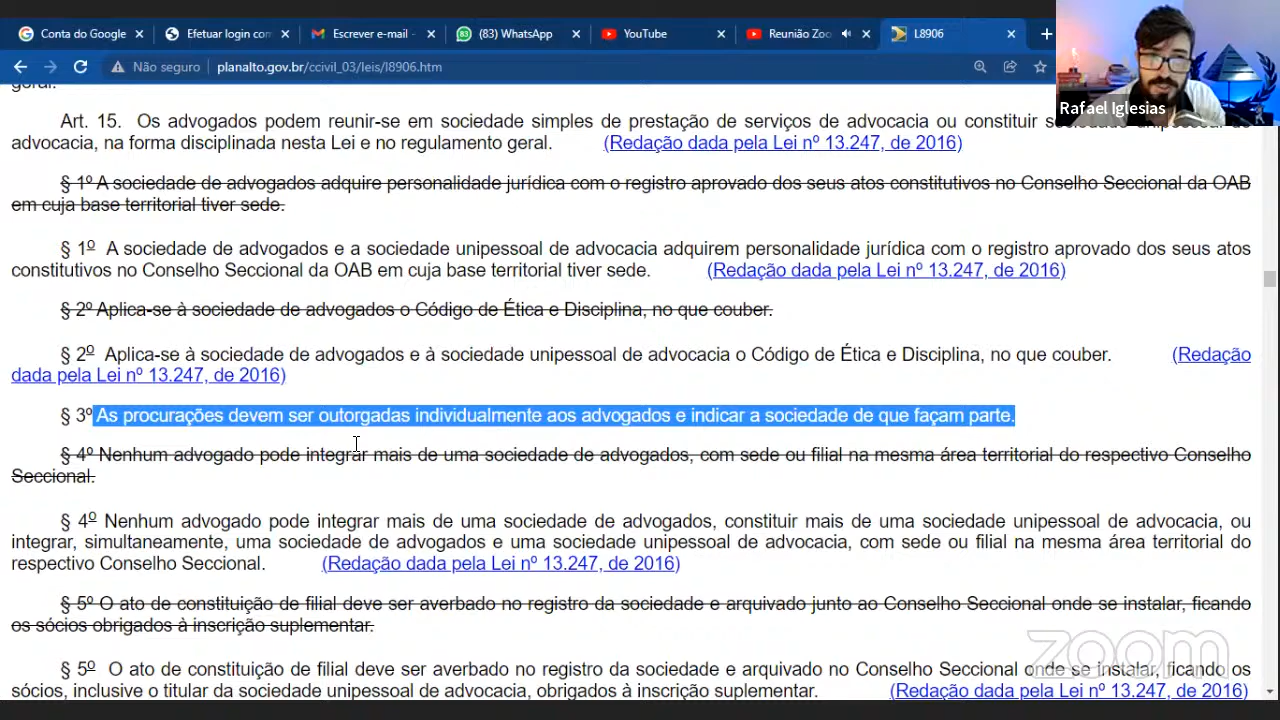 Conta do Google
Efetuar login con
Escrever e-mail -
(83) WhatsApp
YouTube
Reunião Zoo
L8906
Não seguro
planalto.gov.br/ccivil_03/leis/l8906.htm
Rafael Iglesias
geral.
Art. 15. Os advogados podem reunir-se em sociedade simples de prestação de serviços de advocacia ou constituir sociedade unipessoal de
advocacia, na forma disciplinada nesta Lei e no regulamento geral. (Redação dada pela Lei nº 13.247, de 2016)
§ 1º A sociedade de advogados adquire personalidade jurídica com o registro aprovado dos seus atos constitutivos no Conselho Seccional da OAB
em cuja base territorial tiver sede.
§ 1º A sociedade de advogados e a sociedade unipessoal de advocacia adquirem personalidade jurídica com o registro aprovado dos seus atos
constitutivos no Conselho Seccional da OAB em cuja base territorial tiver sede. (Redação dada pela Lei nº 13.247, de 2016)
§ 2º Aplica-se à sociedade de advogados o Código de Ética e Disciplina, no que couber.
§ 2º Aplica-se à sociedade de advogados e à sociedade unipessoal de advocacia o Código de Ética e Disciplina, no que couber. (Redação
dada pela Lei nº 13.247, de 2016)
§ 3º As procurações devem ser outorgadas individualmente aos advogados e indicar a sociedade de que façam parte.
§ 4º Nenhum advogado pode integrar mais de uma sociedade de advogados, com sede ou filial na mesma área territorial do respectivo Conselho
Seccional.
§ 4º Nenhum advogado pode integrar mais de uma sociedade de advogados, constituir mais de uma sociedade unipessoal de advocacia, ou
integrar, simultaneamente, uma sociedade de advogados e uma sociedade unipessoal de advocacia, com sede ou filial na mesma área territorial do
respectivo Conselho Seccional. (Redação dada pela Lei nº 13.247, de 2016)
§ 5º O ato de constituição de filial deve ser averbado no registro da sociedade e arquivado junto ao Conselho Seccional onde se instalar, ficando
os sócios obrigados à inscrição suplementar.
§ 5º O ato de constituição de filial deve ser averbado no registro da sociedade e arquivado no Conselho Seccional onde se instalar, ficando os
sócios, inclusive o titular da sociedade unipessoal de advocacia, obrigados à inscrição suplementar. (Redação dada pela Lei nº 13.247, de 2016)
zoom